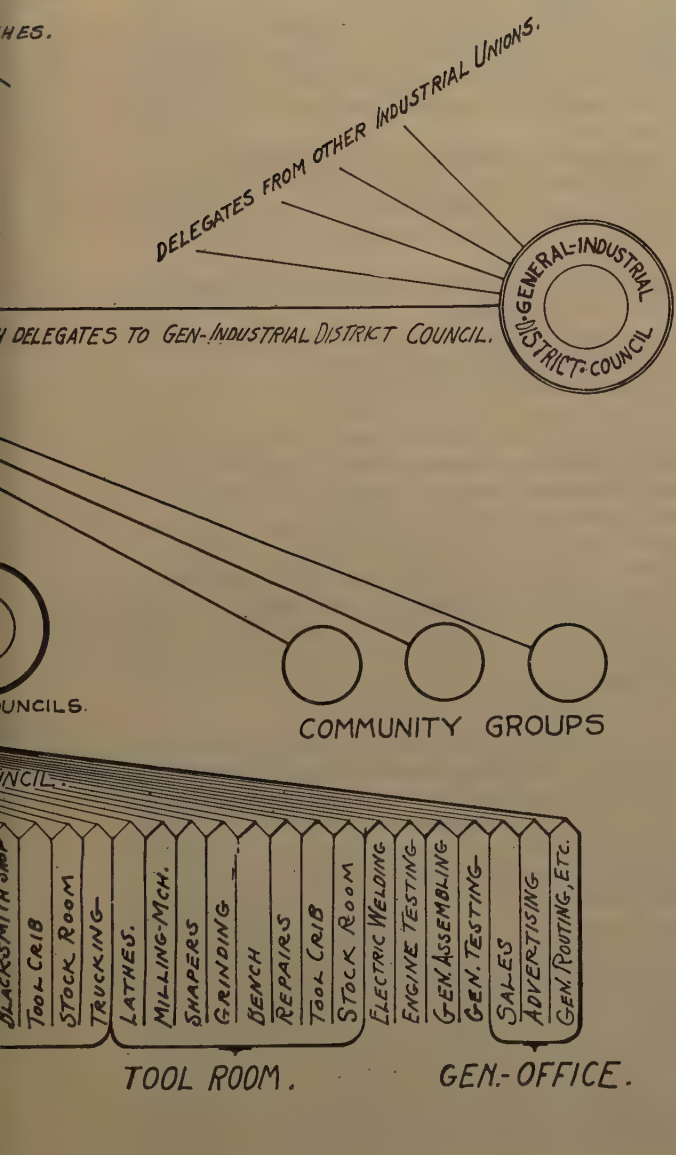 DELEGATES FROM OTHER INDUSTRIAL UNIONS.
GENERAL-INDUSTRIAL
DISTRICT COUNCIL
DELEGATES TO GEN-INDUSTRIAL DISTRICT COUNCIL.
COMMUNITY GROUPS
TOOL CRIB
STOCK ROOM
TRUCKING
LATHES.
MILLING-MCH.
SHAPERS
GRINDING
BENCH
REPAIRS
TOOL CRIB
STOCK ROOM
ELECTRIC WELDING
ENGINE TESTING
GEN. ASSEMBLING
GEN. TESTING
SALES
ADVERTISING
GEN. ROUTING, ETC.
TOOL ROOM.
GEN.-OFFICE.